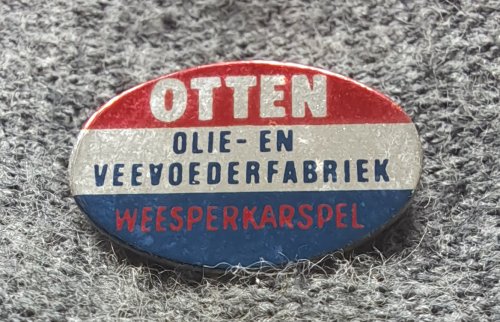 OTTEN
OLIE- EN
VEEVOEDERFABRIEK
WEESPERKARSPEL